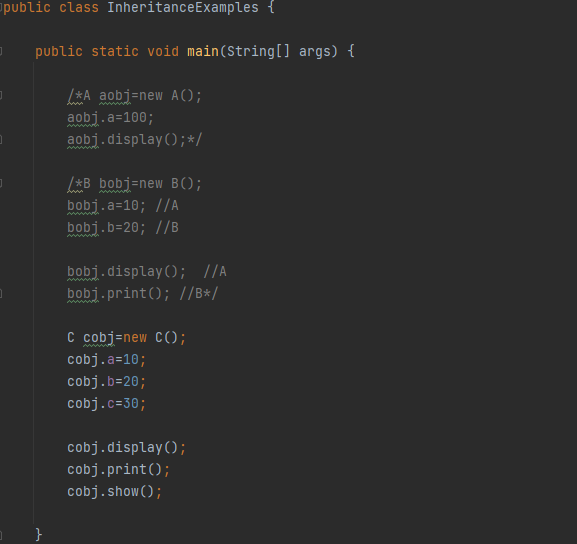 public class InheritanceExamples {
public static void main(String[] args) {
/*A aobj=new A();
aobj.a=100;
aobj.display();*/
/*B bobj=new B();
bobj.a=10; //A
bobj.b=20; //B
bobj.display();  //A
bobj.print(); //B*/
C cobj=new C();
cobj.a=10;
cobj.b=20;
cobj.c=30;
cobj.display();
cobj.print();
cobj.show();
}